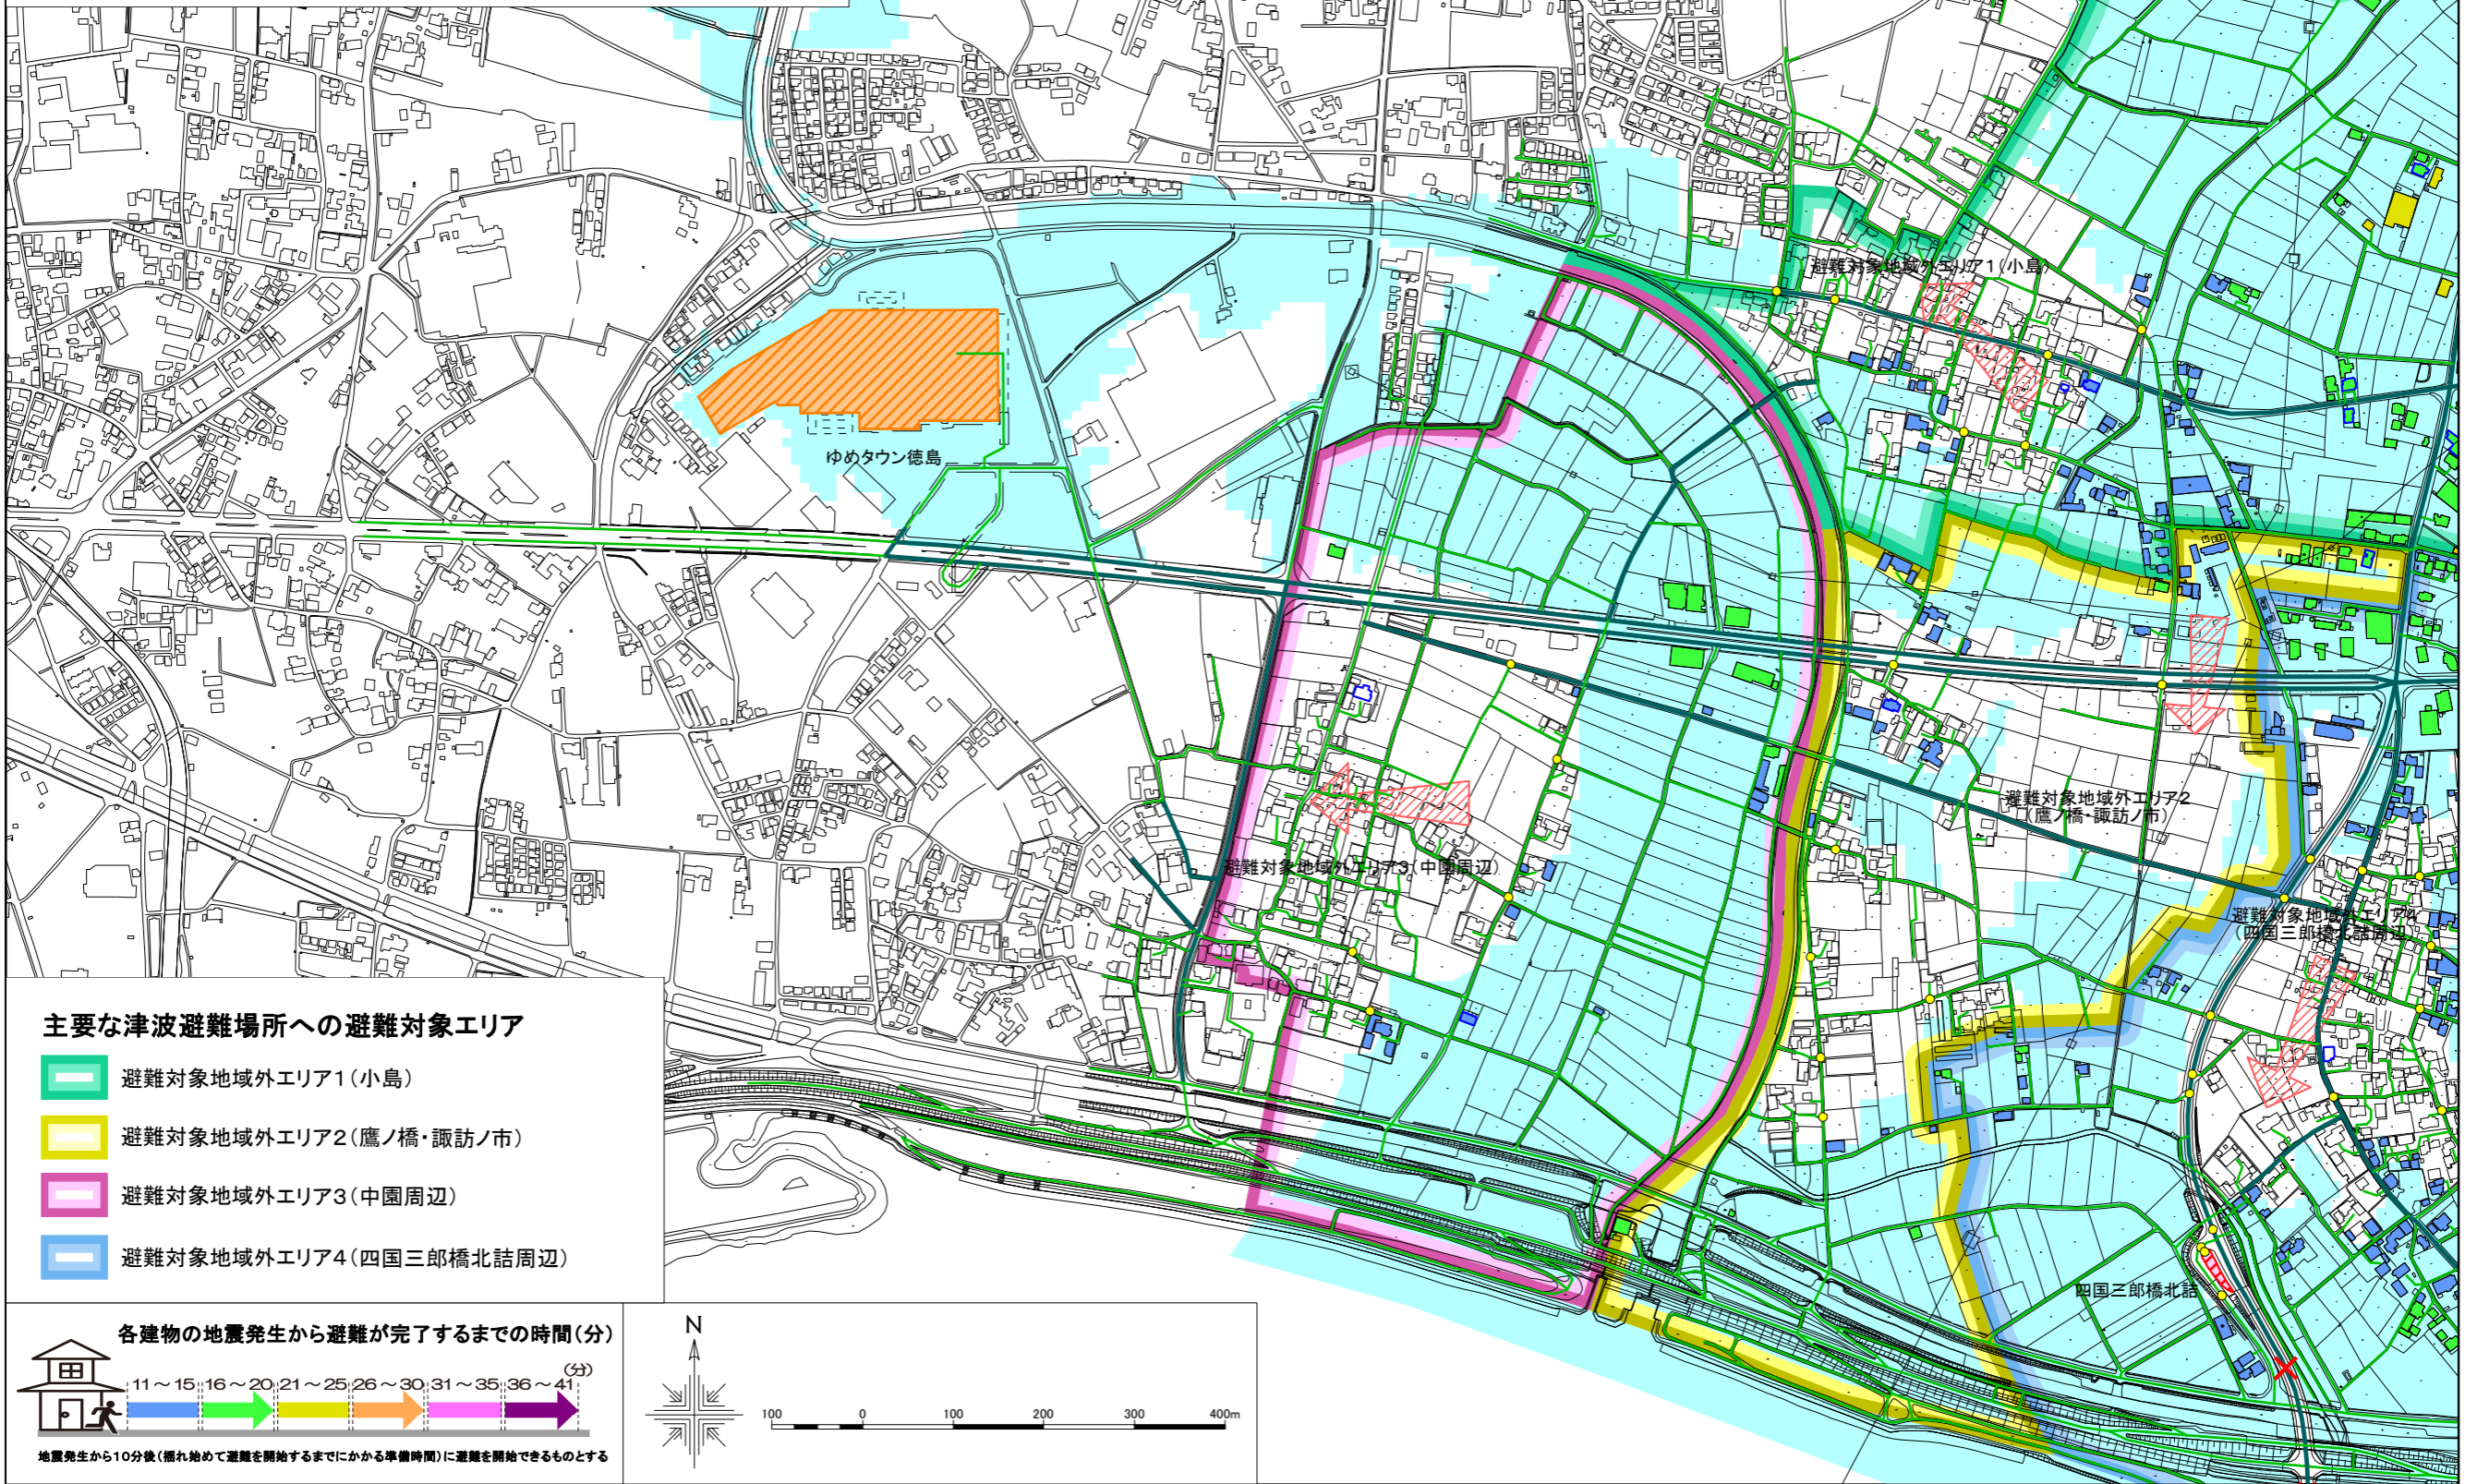 避難対象地域外エリア1(小島)
ゆめタウン徳島
避難対象地域外エリア2
(鷹ノ橋・諏訪ノ市)
避難対象地域外エリア3(中園周辺)
避難対象地域外エリア4
(四国三郎橋北詰周辺)
四国三郎橋北詰
主要な津波避難場所への避難対象エリア
避難対象地域外エリア1(小島)
避難対象地域外エリア2(鷹ノ橋・諏訪ノ市)
避難対象地域外エリア3(中園周辺)
避難対象地域外エリア4(四国三郎橋北詰周辺)
各建物の地震発生から避難が完了するまでの時間(分)
(分)
11～15 16～20 21～25 26～30 31～35 36～41
地震発生から10分後(揺れ始めて避難を開始するまでにかかる準備時間)に避難を開始できるものとする
N
100 0 100 200 300 400m